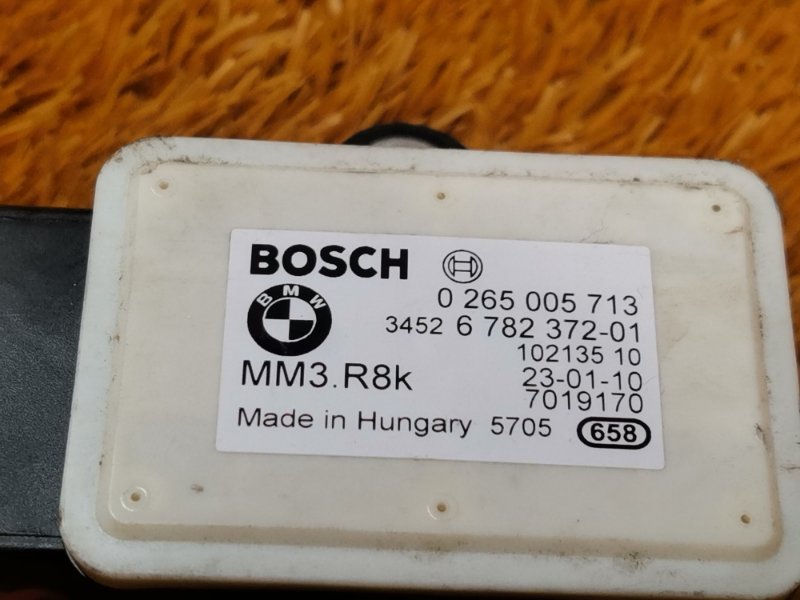 BOSCH
BMW
0 265 005 713
3452 6 782 372-01
102135 10
MM3.R8k
23-01-10
7019170
Made in Hungary 5705 658